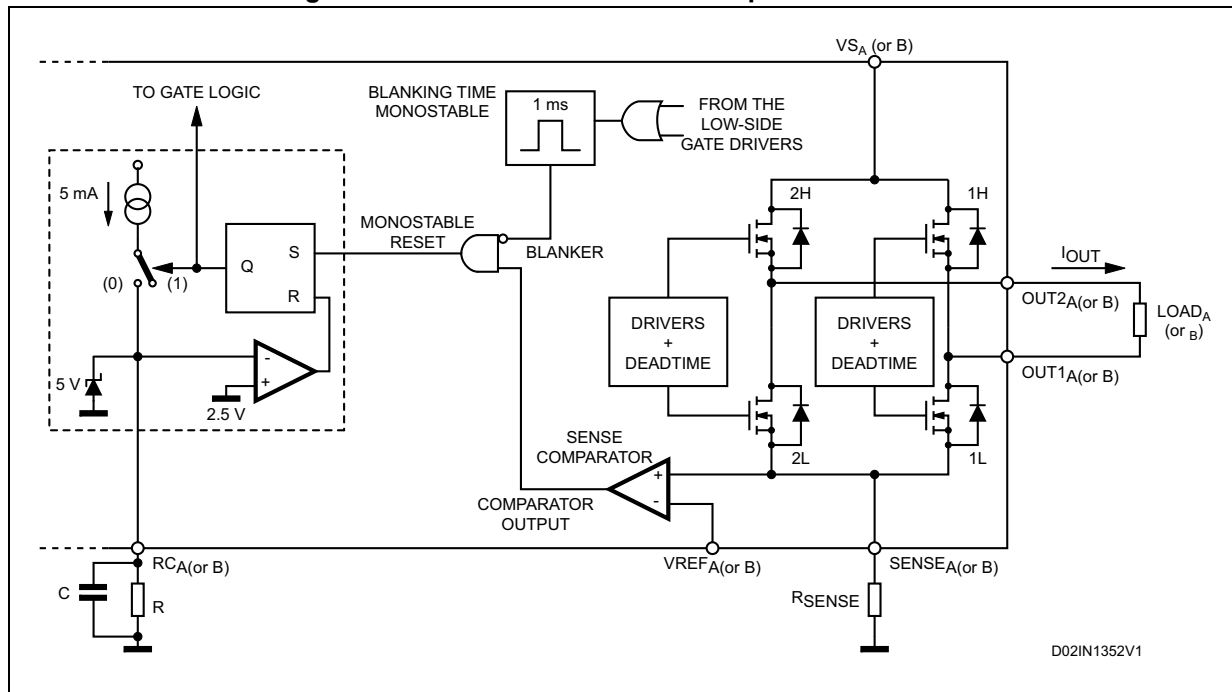 VSA (or B)
TO GATE LOGIC
BLANKING TIME
MONOSTABLE
1 ms
FROM THE
LOW-SIDE
GATE DRIVERS
5 mA
2H
1H
MONOSTABLE
RESET
BLANKER
IOUT
Q
S
R
(0)
(1)
DRIVERS
+
DEADTIME
DRIVERS
+
DEADTIME
OUT2A(or B)
LOADA
(or B)
OUT1A(or B)
5 V
-
+
2.5 V
SENSE
COMPARATOR
2L
1L
+
-
COMPARATOR
OUTPUT
RCA(or B)
VREFA(or B)
SENSEA(or B)
C
R
RSENSE
D02IN1352V1